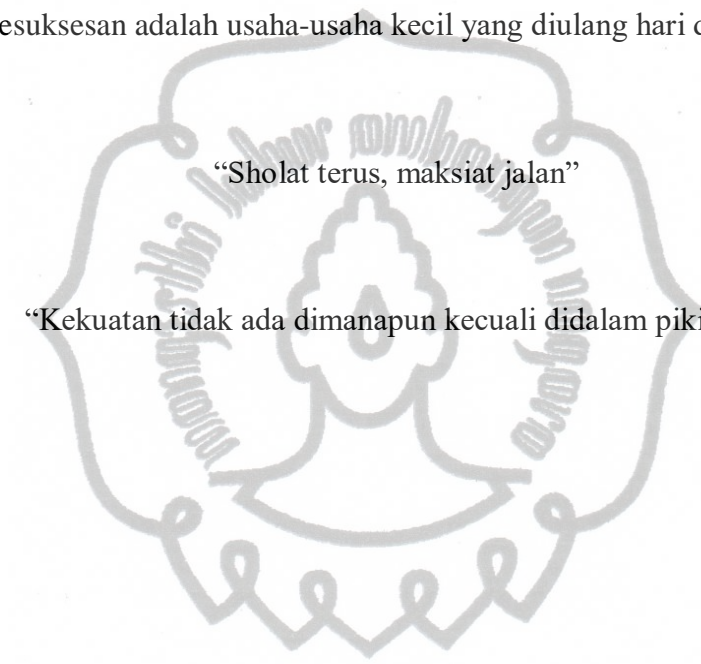 esuksesan adalah usaha-usaha kecil yang diulang hari d
“Sholat terus, maksiat jalan”
“Kekuatan tidak ada dimanapun kecuali didalam piki